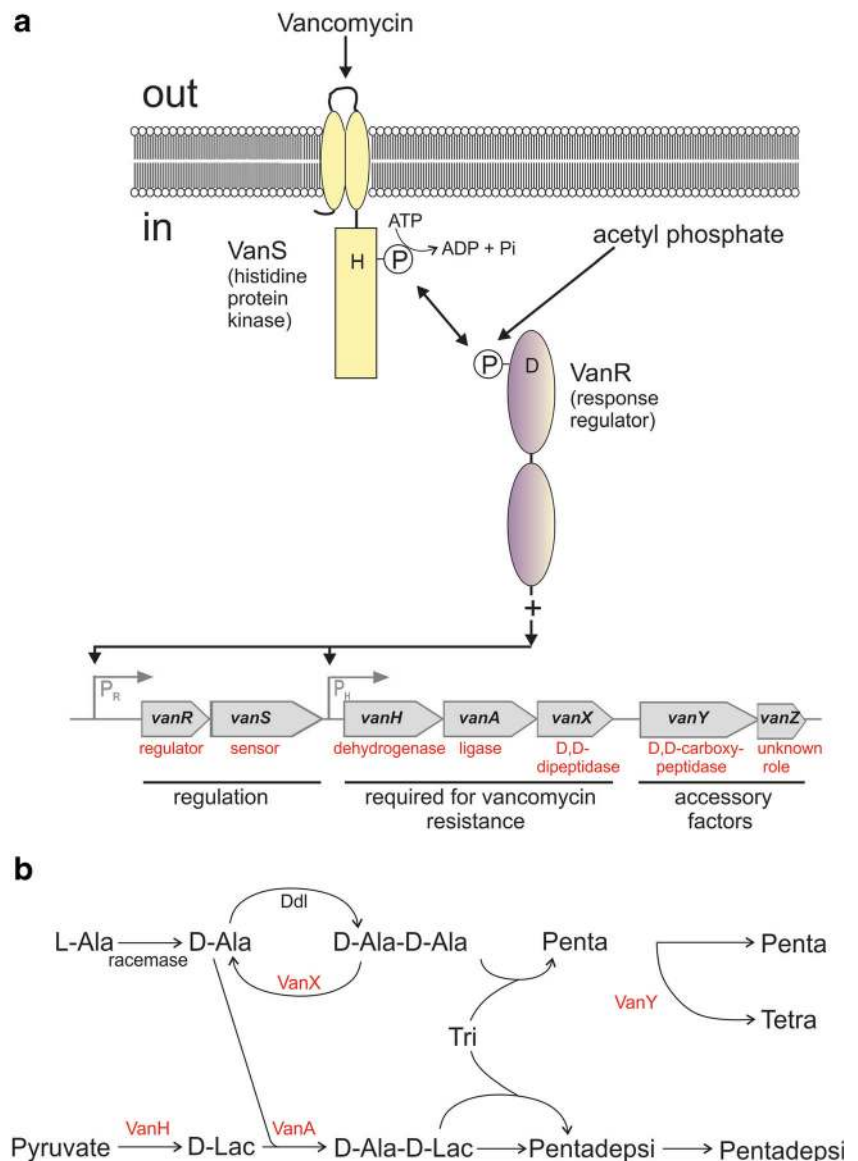 a
Vancomycin
out
in
ATP
ADP + Pi
VanS
(histidine
protein
kinase)
H
P
acetyl phosphate
P
D
VanR
(response
regulator)
+
P R
P H
vanR vanS vanH vanA vanX vanY vanZ
regulator sensor dehydrogenase ligase D,D- D,D-carboxy- unknown
dipeptidase peptidase role
regulation required for vancomycin accessory
resistance factors
b
Ddl
L-Ala D-Ala D-Ala-D-Ala Penta Penta
racemase
VanX VanY
Tetra
Tri
VanH VanA
Pyruvate D-Lac D-Ala-D-Lac Pentadepsi Pentadepsi